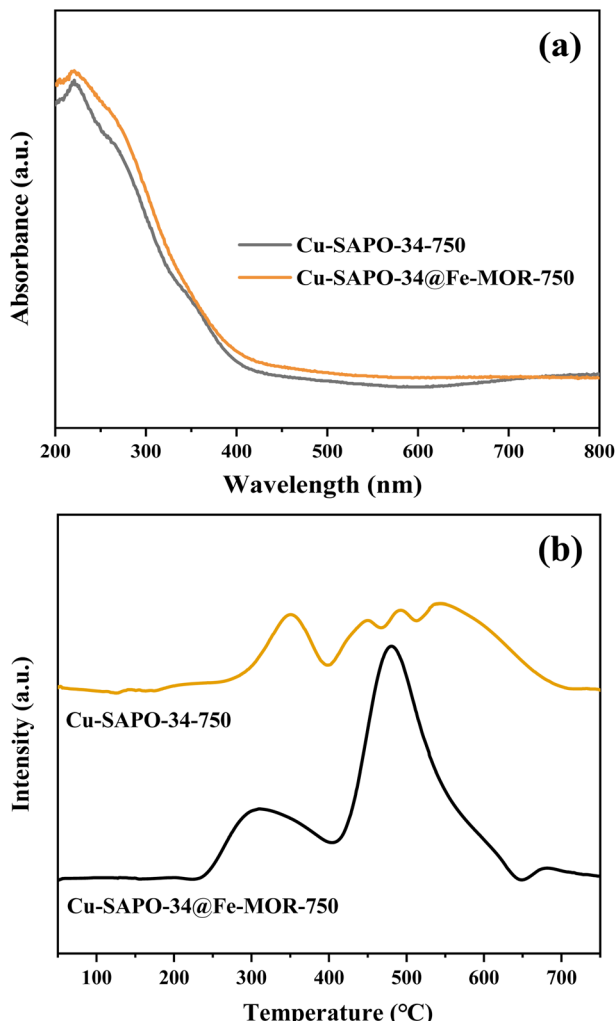 (a)
Absorbance (a.u.)
Cu-SAPO-34-750
Cu-SAPO-34@Fe-MOR-750
200 300 400 500 600 700 800
Wavelength (nm)
(b)
Intensity (a.u.)
Cu-SAPO-34-750
Cu-SAPO-34@Fe-MOR-750
100 200 300 400 500 600 700
Temperature (°C)